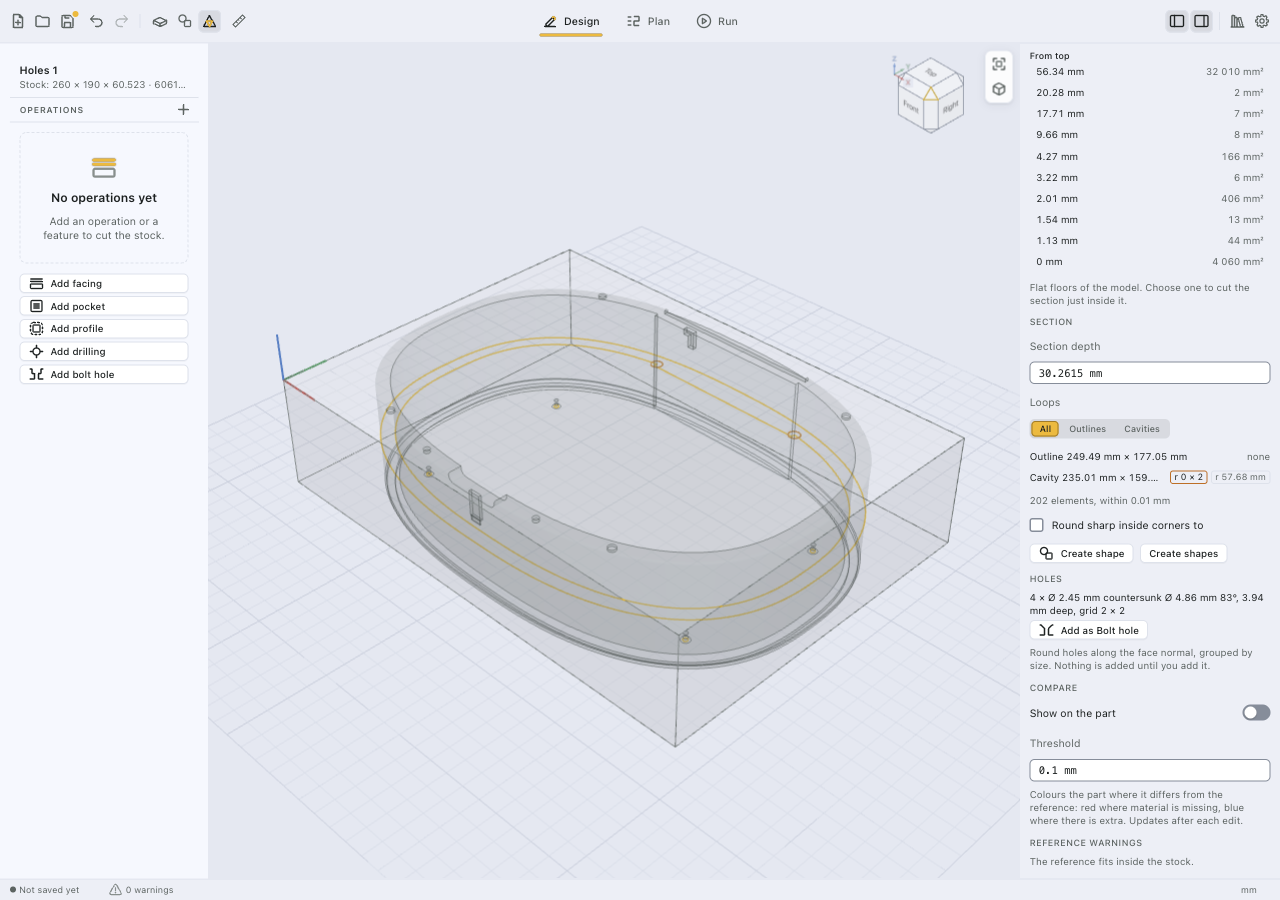 Design
Plan
Run
Holes 1
Stock: 260 × 190 × 60.523 · 6061...
OPERATIONS
No operations yet
Add an operation or a
feature to cut the stock.
Add facing
Add pocket
Add profile
Add drilling
Add bolt hole
Z
Top
Front
Right
From top
56.34 mm 32 010 mm²
20.28 mm 2 mm²
17.71 mm 7 mm²
9.66 mm 8 mm²
4.27 mm 166 mm²
3.22 mm 6 mm²
2.01 mm 406 mm²
1.54 mm 13 mm²
1.13 mm 44 mm²
0 mm 4 060 mm²
Flat floors of the model. Choose one to cut the
section just inside it.
SECTION
Section depth
30.2615 mm
Loops
All Outlines Cavities
Outline 249.49 mm × 177.05 mm none
Cavity 235.01 mm × 159.... r 0 × 2 r 57.68 mm
202 elements, within 0.01 mm
Round sharp inside corners to
Create shape Create shapes
HOLES
4 × Ø 2.45 mm countersunk Ø 4.86 mm 83°, 3.94
mm deep, grid 2 × 2
Add as Bolt hole
Round holes along the face normal, grouped by
size. Nothing is added until you add it.
COMPARE
Show on the part
Threshold
0.1 mm
Colours the part where it differs from the
reference: red where material is missing, blue
where there is extra. Updates after each edit.
REFERENCE WARNINGS
The reference fits inside the stock.
Not saved yet
0 warnings
mm